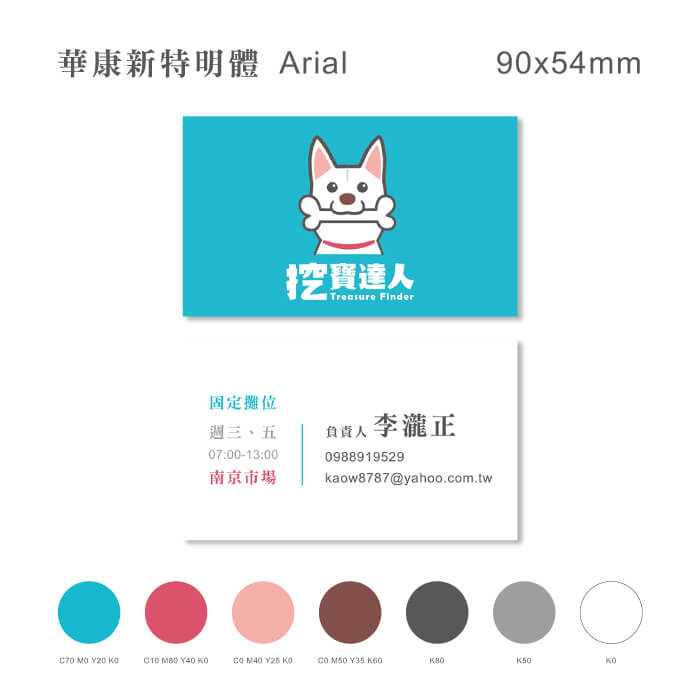 華康新特明體 Arial 90x54mm
挖寶達人
Treasure Finder
固定攤位
週三、五
07:00-13:00
南京市場
負責人 李瀧正
0988919529
kaow8787@yahoo.com.tw
C70 M0 Y20 K0 C10 M80 Y40 K0 C0 M40 Y25 K0 C0 M50 Y35 K60 K80 K50 K0